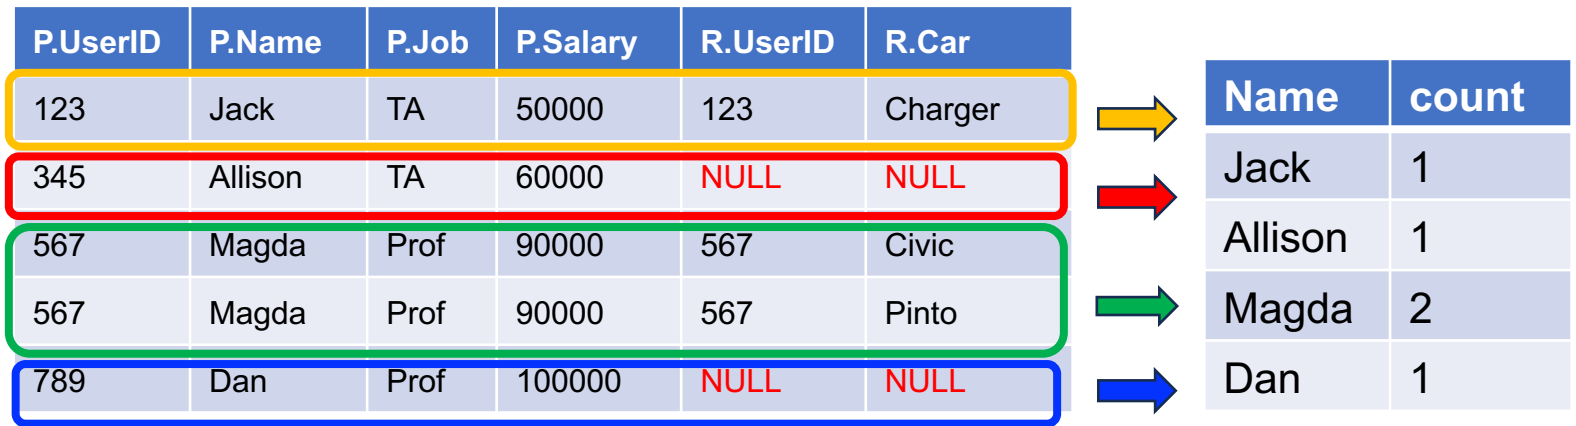 P.UserID P.Name P.Job P.Salary R.UserID R.Car
123 Jack TA 50000 123 Charger
345 Allison TA 60000 NULL NULL
567 Magda Prof 90000 567 Civic
567 Magda Prof 90000 567 Pinto
789 Dan Prof 100000 NULL NULL
Name count
Jack 1
Allison 1
Magda 2
Dan 1